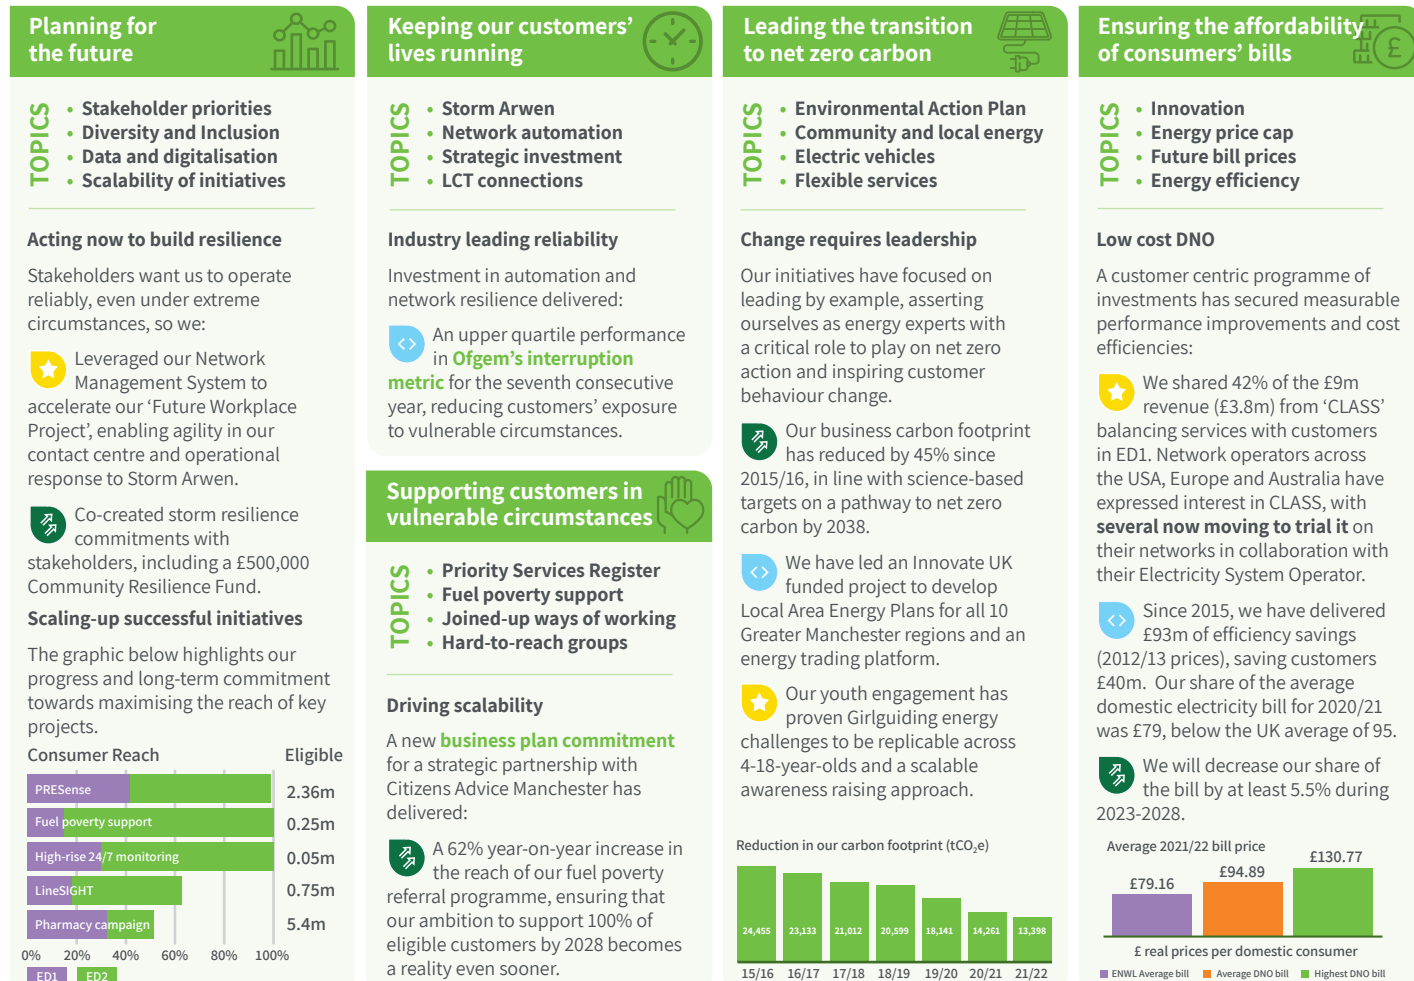 Planning for
the future
TOPICS
• Stakeholder priorities
• Diversity and Inclusion
• Data and digitalisation
• Scalability of initiatives
Acting now to build resilience
Stakeholders want us to operate
reliably, even under extreme
circumstances, so we:
Leveraged our Network
Management System to
accelerate our ‘Future Workplace
Project’, enabling agility in our
contact centre and operational
response to Storm Arwen.
Co-created storm resilience
commitments with
stakeholders, including a £500,000
Community Resilience Fund.
Scaling-up successful initiatives
The graphic below highlights our
progress and long-term commitment
towards maximising the reach of key
projects.
Consumer Reach Eligible
PRESense 2.36m
Fuel poverty support 0.25m
High-rise 24/7 monitoring 0.05m
LineSIGHT 0.75m
Pharmacy campaign 5.4m
0% 20% 40% 60% 80% 100%
ED1 ED2
Keeping our customers’
lives running
TOPICS
• Storm Arwen
• Network automation
• Strategic investment
• LCT connections
Industry leading reliability
Investment in automation and
network resilience delivered:
An upper quartile performance
in Ofgem’s interruption
metric for the seventh consecutive
year, reducing customers’ exposure
to vulnerable circumstances.
Supporting customers in
vulnerable circumstances
TOPICS
• Priority Services Register
• Fuel poverty support
• Joined-up ways of working
• Hard-to-reach groups
Driving scalability
A new business plan commitment
for a strategic partnership with
Citizens Advice Manchester has
delivered:
A 62% year-on-year increase in
the reach of our fuel poverty
referral programme, ensuring that
our ambition to support 100% of
eligible customers by 2028 becomes
a reality even sooner.
Leading the transition
to net zero carbon
TOPICS
• Environmental Action Plan
• Community and local energy
• Electric vehicles
• Flexible services
Change requires leadership
Our initiatives have focused on
leading by example, asserting
ourselves as energy experts with
a critical role to play on net zero
action and inspiring customer
behaviour change.
Our business carbon footprint
has reduced by 45% since
2015/16, in line with science-based
targets on a pathway to net zero
carbon by 2038.
We have led an Innovate UK
funded project to develop
Local Area Energy Plans for all 10
Greater Manchester regions and an
energy trading platform.
Our youth engagement has
proven Girlguiding energy
challenges to be replicable across
4-18-year-olds and a scalable
awareness raising approach.
Reduction in our carbon footprint (tCO₂e)
24,455 23,133 21,012 20,599 18,141 14,261 13,398
15/16 16/17 17/18 18/19 19/20 20/21 21/22
Ensuring the affordability
of consumers’ bills
£
TOPICS
• Innovation
• Energy price cap
• Future bill prices
• Energy efficiency
Low cost DNO
A customer centric programme of
investments has secured measurable
performance improvements and cost
efficiencies:
We shared 42% of the £9m
revenue (£3.8m) from ‘CLASS’
balancing services with customers
in ED1. Network operators across
the USA, Europe and Australia have
expressed interest in CLASS, with
several now moving to trial it on
their networks in collaboration with
their Electricity System Operator.
Since 2015, we have delivered
£93m of efficiency savings
(2012/13 prices), saving customers
£40m. Our share of the average
domestic electricity bill for 2020/21
was £79, below the UK average of 95.
We will decrease our share of
the bill by at least 5.5% during
2023-2028.
Average 2021/22 bill price
£79.16 £94.89 £130.77
£ real prices per domestic consumer
ENWL Average bill Average DNO bill Highest DNO bill